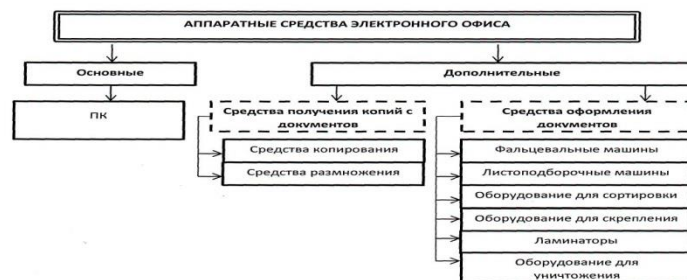 АППАРАТНЫЕ СРЕДСТВА ЭЛЕКТРОННОГО ОФИСА
Основные
Дополнительные
ПК
Средства получения копий с
документов
Средства копирования
Средства размножения
Средства оформления
документов
Фальцевальные машины
Листоподборочные машины
Оборудование для сортировки
Оборудование для скрепления
Ламинаторы
Оборудование для
уничтожения